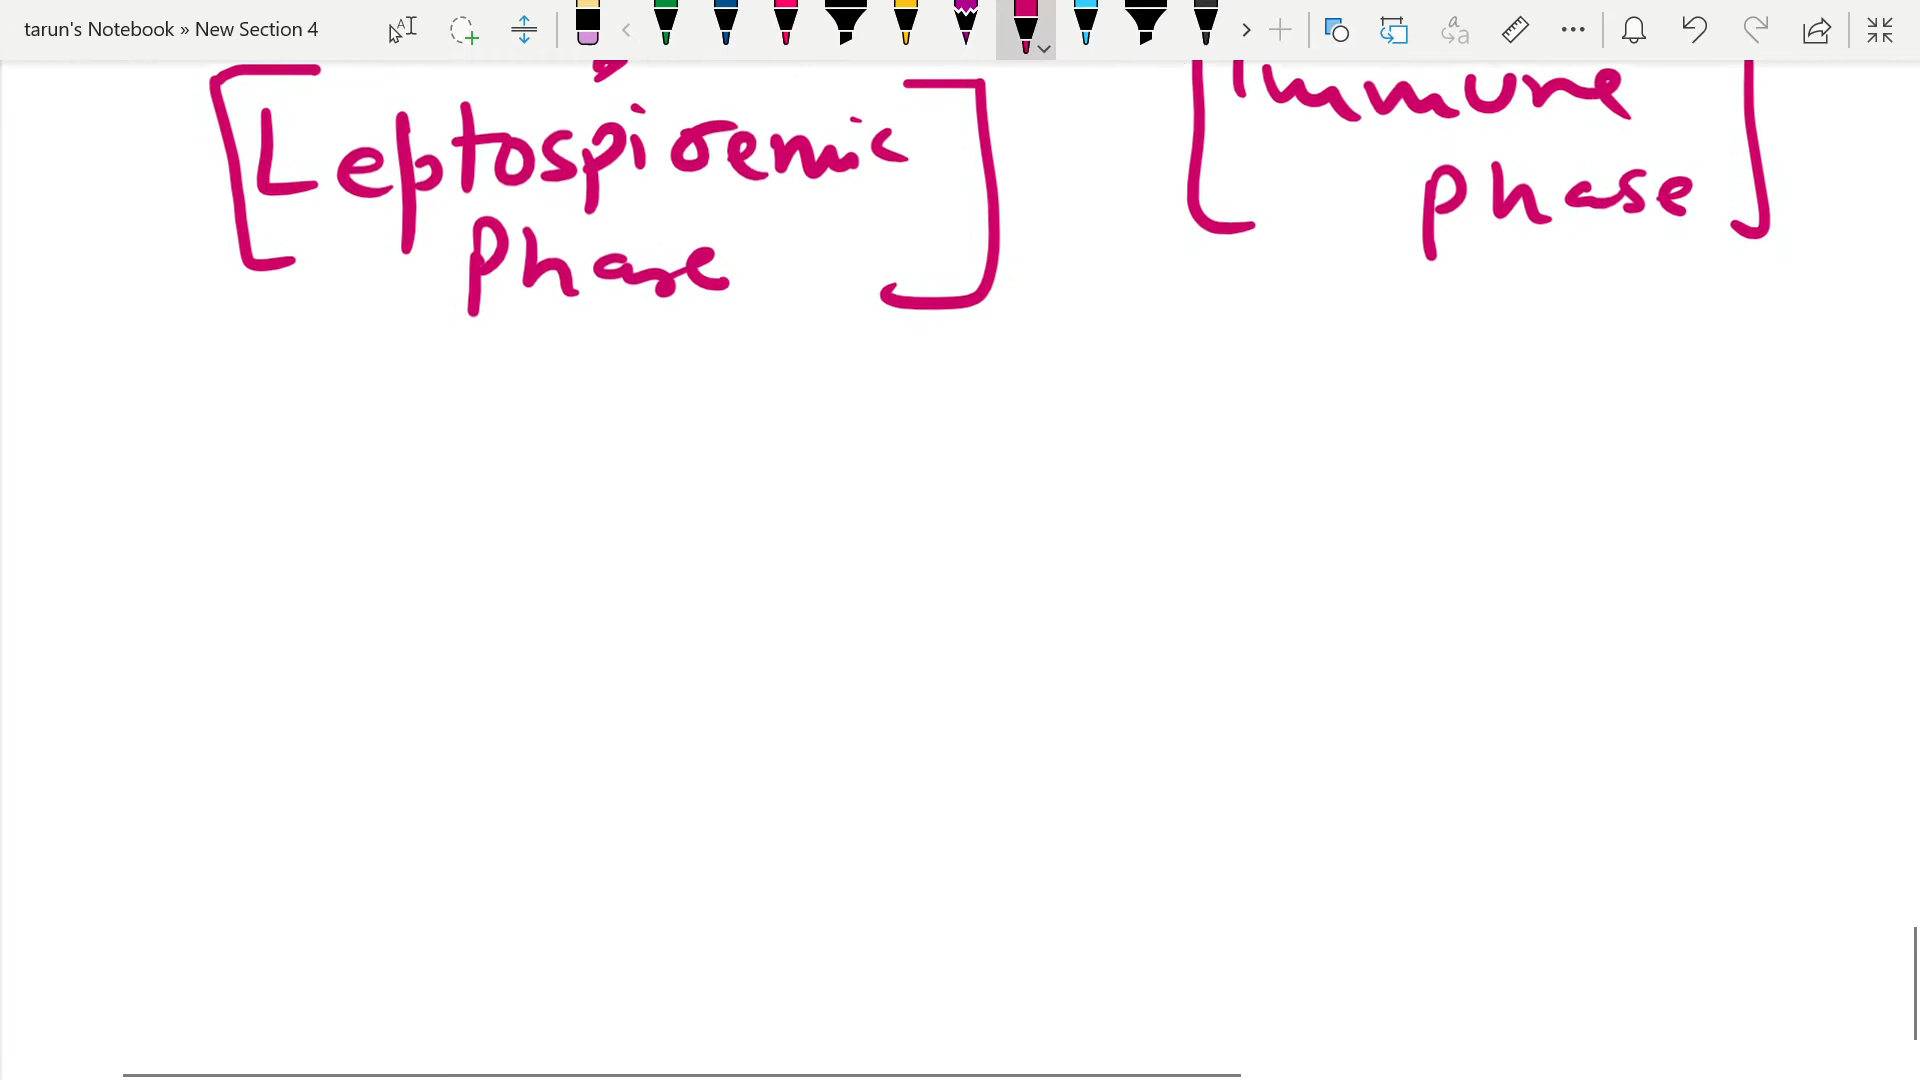 tarun's Notebook » New Section 4
[Leptospiremic
phase]
[immune
phase]